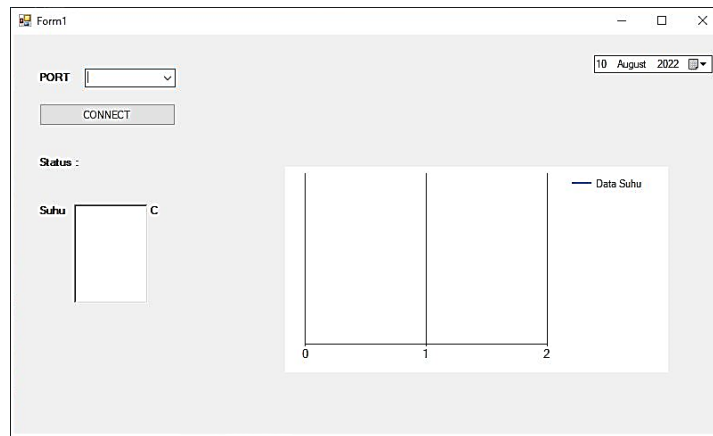 Form1
10 August 2022
PORT
CONNECT
Status :
Suhu C
Data Suhu
0 1 2